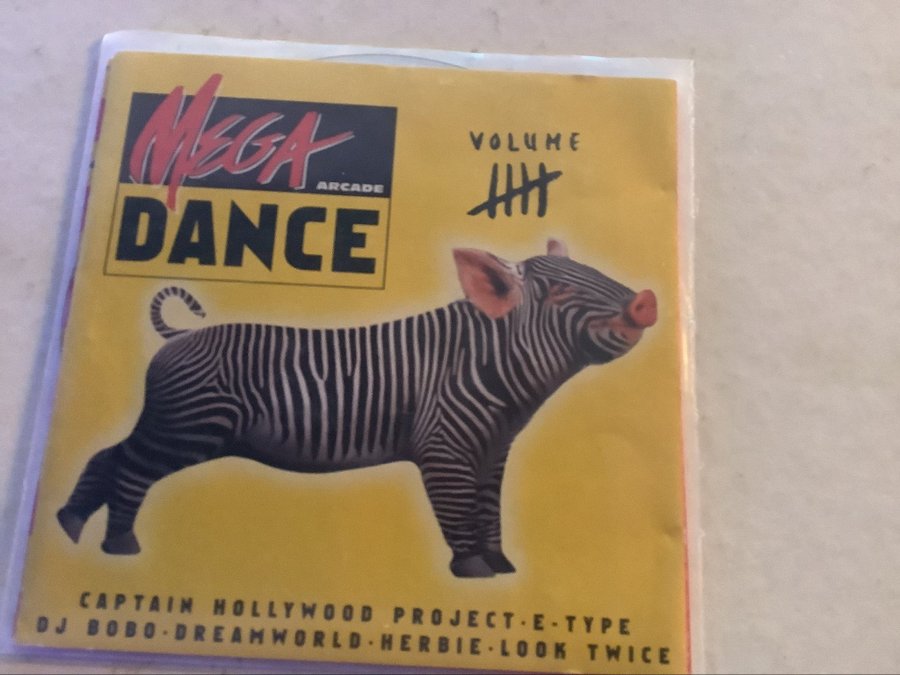 MEGA
ARCADE
DANCE
VOLUME
CAPTAIN HOLLYWOOD PROJECT·E-TYPE
DJ BOBO·DREAMWORLD·HERBIE·LOOK TWICE